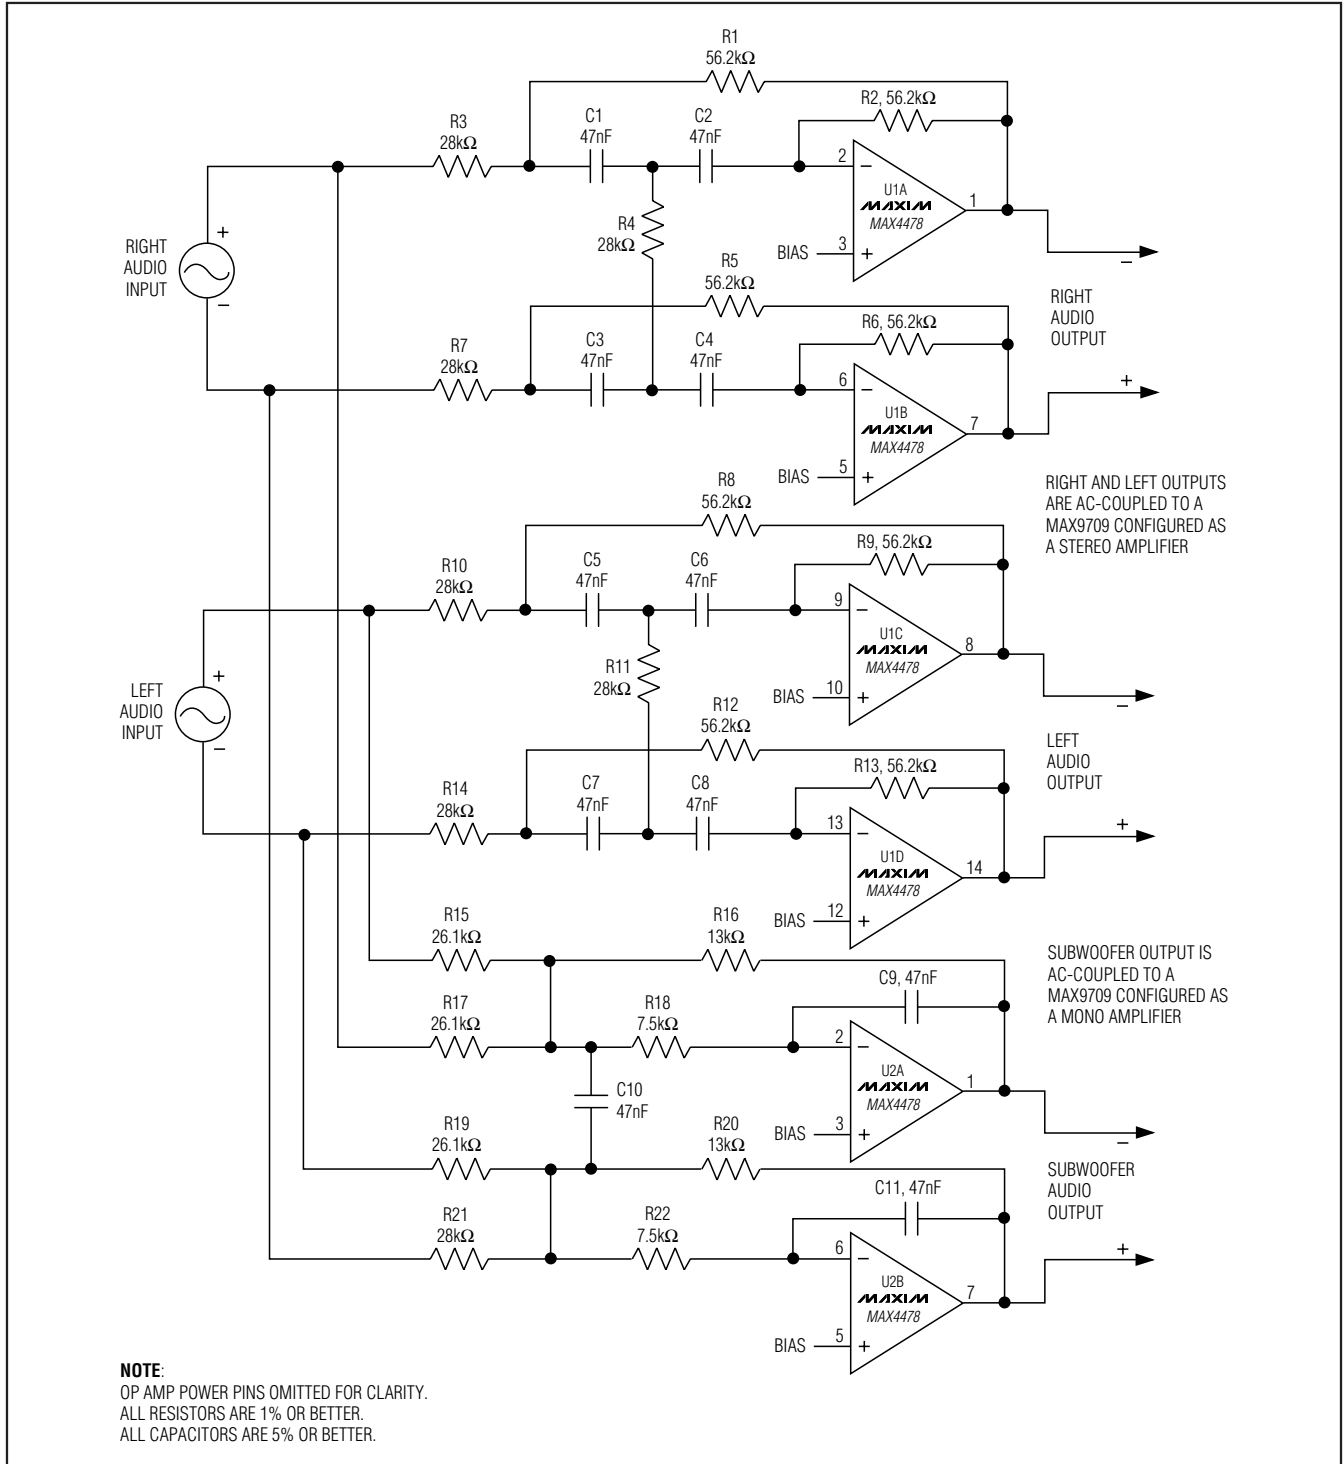 R1
56.2kΩ
R2, 56.2kΩ
R3
28kΩ
C1
47nF
C2
47nF
2
−
U1A
MAXIM
MAX4478
1
R4
28kΩ
BIAS
3
+
−
RIGHT
AUDIO
INPUT
+
−
R5
56.2kΩ
RIGHT
AUDIO
OUTPUT
R6, 56.2kΩ
R7
28kΩ
C3
47nF
C4
47nF
6
−
U1B
MAXIM
MAX4478
7
+
BIAS
5
+
RIGHT AND LEFT OUTPUTS
ARE AC-COUPLED TO A
MAX9709 CONFIGURED AS
A STEREO AMPLIFIER
R8
56.2kΩ
R9, 56.2kΩ
R10
28kΩ
C5
47nF
C6
47nF
9
−
U1C
MAXIM
MAX4478
8
R11
28kΩ
BIAS
10
+
−
LEFT
AUDIO
INPUT
+
−
R12
56.2kΩ
LEFT
AUDIO
OUTPUT
R13, 56.2kΩ
R14
28kΩ
C7
47nF
C8
47nF
13
−
U1D
MAXIM
MAX4478
14
+
BIAS
12
+
R15
26.1kΩ
R16
13kΩ
SUBWOOFER OUTPUT IS
AC-COUPLED TO A
MAX9709 CONFIGURED AS
A MONO AMPLIFIER
C9, 47nF
R17
26.1kΩ
R18
7.5kΩ
2
−
U2A
MAXIM
MAX4478
1
C10
47nF
BIAS
3
+
−
R19
26.1kΩ
R20
13kΩ
SUBWOOFER
AUDIO
OUTPUT
C11, 47nF
R21
28kΩ
R22
7.5kΩ
6
−
U2B
MAXIM
MAX4478
7
+
BIAS
5
+
NOTE:
OP AMP POWER PINS OMITTED FOR CLARITY.
ALL RESISTORS ARE 1% OR BETTER.
ALL CAPACITORS ARE 5% OR BETTER.